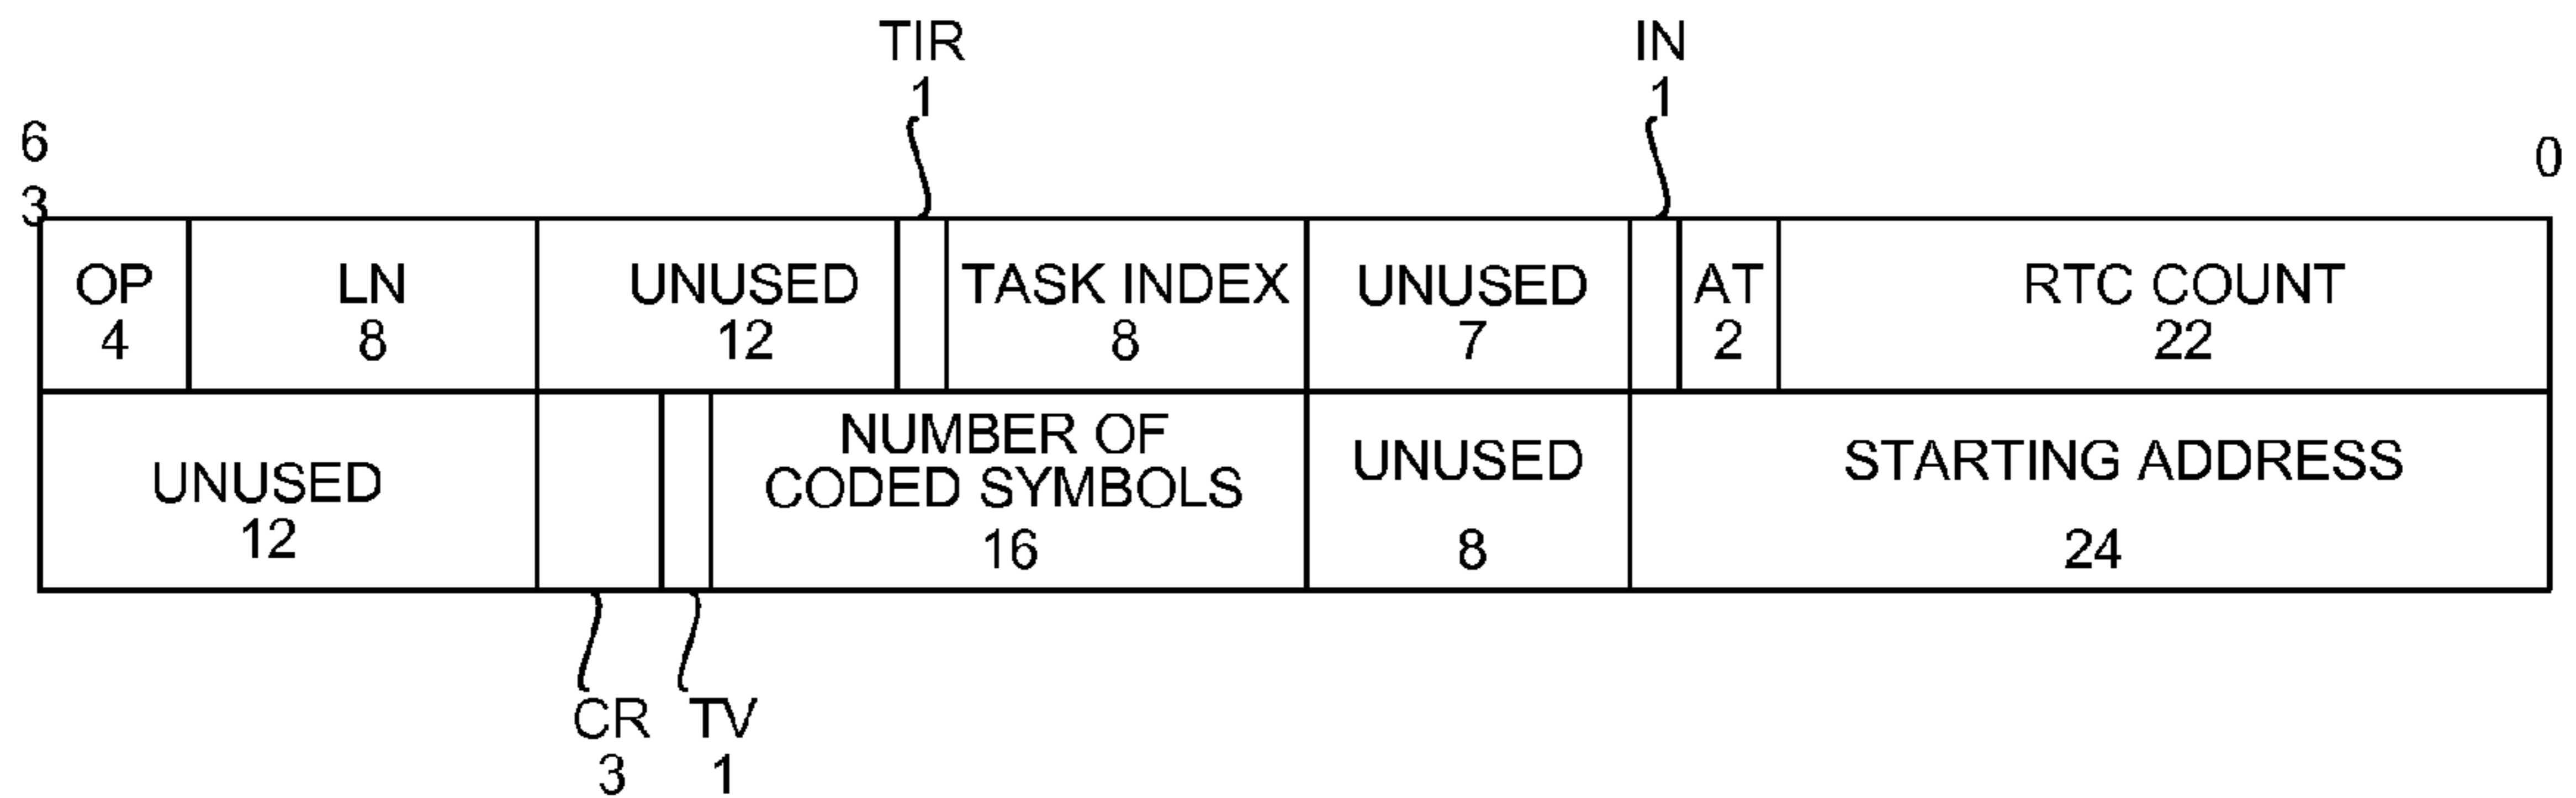 TIR
1
IN
1
6
3
0
OP
4
LN
8
UNUSED
12
TASK INDEX
8
UNUSED
7
AT
2
RTC COUNT
22
UNUSED
12
NUMBER OF
CODED SYMBOLS
16
UNUSED
8
STARTING ADDRESS
24
CR
3
TV
1